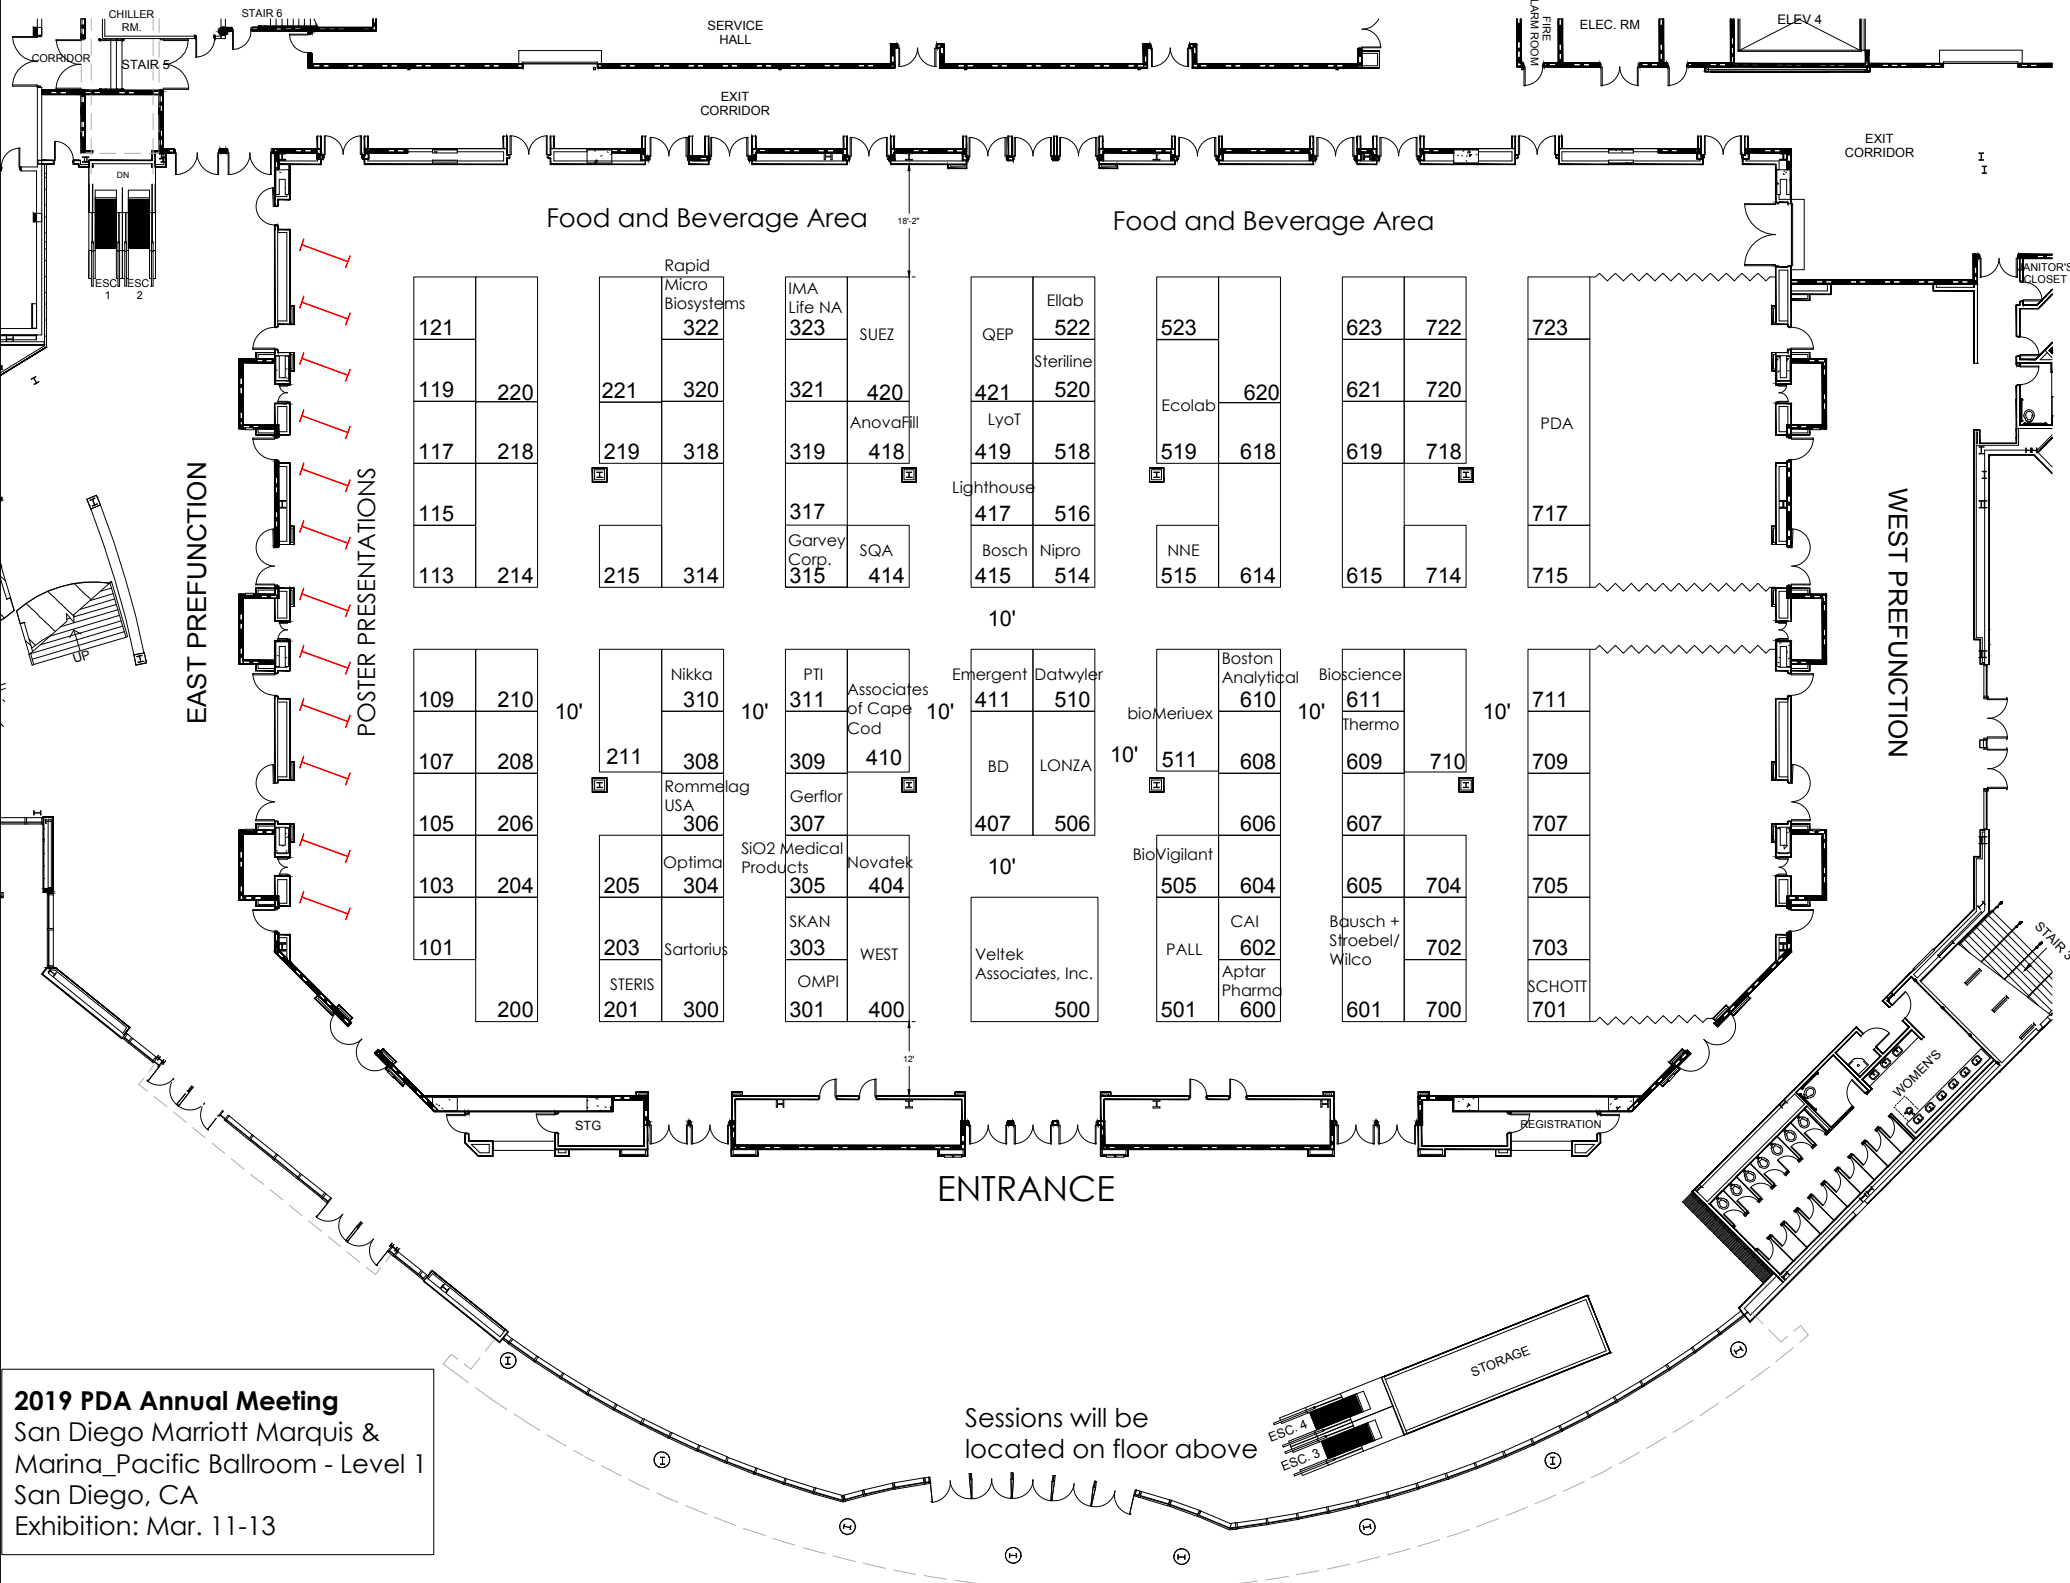 CHILLER
RM.
STAIR 6
SERVICE
HALL
FIRE
ALARM ROOM
ELEC. RM
ELEV 4
CORRIDOR
STAIR 5
EXIT
CORRIDOR
EXIT
CORRIDOR
DN
ESC.
1
ESC.
2
JANITOR'S
CLOSET
Food and Beverage Area
18'-2"
Food and Beverage Area
Rapid
Micro
Biosystems
322
IMA
Life NA
323
SUEZ
420
QEP
421
Ellab
522
523
623
722
723
121
119
220
221
320
321
Steriline
520
620
621
720
Ecolab
519
117
218
219
318
319
AnovaFill
418
LyoT
419
518
618
619
718
PDA
717
115
317
Lighthouse
417
516
113
214
215
314
Garvey
Corp.
315
SQA
414
Bosch
415
Nipro
514
NNE
515
614
615
714
715
EAST PREFUNCTION
POSTER PRESENTATIONS
WEST PREFUNCTION
UP
10'
109
210
10'
Nikka
310
10'
PTI
311
Associates
of Cape
Cod
410
10'
Emergent
411
Datwyler
510
10'
bioMeriuex
511
Boston
Analytical
610
10'
Bioscience
611
10'
711
107
208
211
308
309
BD
407
LONZA
506
608
Thermo
609
710
709
105
206
Rommelag
USA
306
Gerflor
307
606
607
707
10'
103
204
205
Optima
304
SiO2 Medical
Products
305
Novatek
404
BioVigilant
505
604
605
704
705
101
203
Sartorius
300
SKAN
303
WEST
400
Veltek
Associates, Inc.
500
PALL
501
CAI
602
Bausch +
Stroebel/
Wilco
601
702
703
200
STERIS
201
OMPI
301
Aptar
Pharma
600
700
SCHOTT
701
12'
STAIR 3
WOMEN'S
STG
REGISTRATION
ENTRANCE
STORAGE
ESC. 4
ESC. 3
Sessions will be
located on floor above
2019 PDA Annual Meeting
San Diego Marriott Marquis &
Marina_Pacific Ballroom - Level 1
San Diego, CA
Exhibition: Mar. 11-13